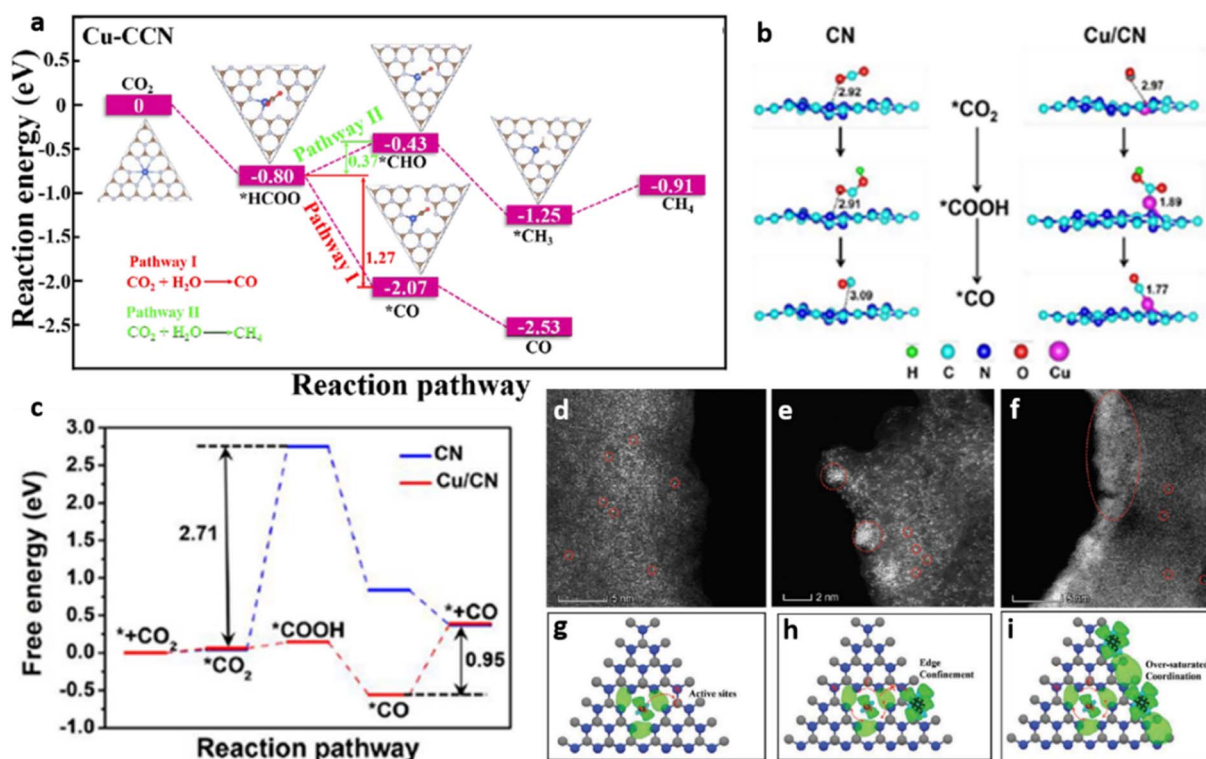 a
Cu-CCN
Reaction energy (eV)
0.5
0
-0.5
-1.0
-1.5
-2.0
-2.5
CO2
0
-0.80
*HCOO
Pathway II
0.37
-0.43
*CHO
-1.25
*CH3
-0.91
CH4
Pathway I
1.27
-2.07
*CO
-2.53
CO
Pathway I
CO2 + H2O → CO
Pathway II
CO2 + H2O → CH4
Reaction pathway
b
CN
Cu/CN
2.92
*CO2
2.97
2.91
*COOH
1.89
3.09
*CO
1.77
H C N O Cu
c
Free energy (eV)
3.0
2.5
2.0
1.5
1.0
0.5
0.0
-0.5
-1.0
CN
Cu/CN
2.71
*+CO2
*CO2
*COOH
*CO
*+CO
0.95
Reaction pathway
d
5 nm
e
2 nm
f
5 nm
g
Active sites
h
Edge
Confinement
i
Over-saturated
Coordination